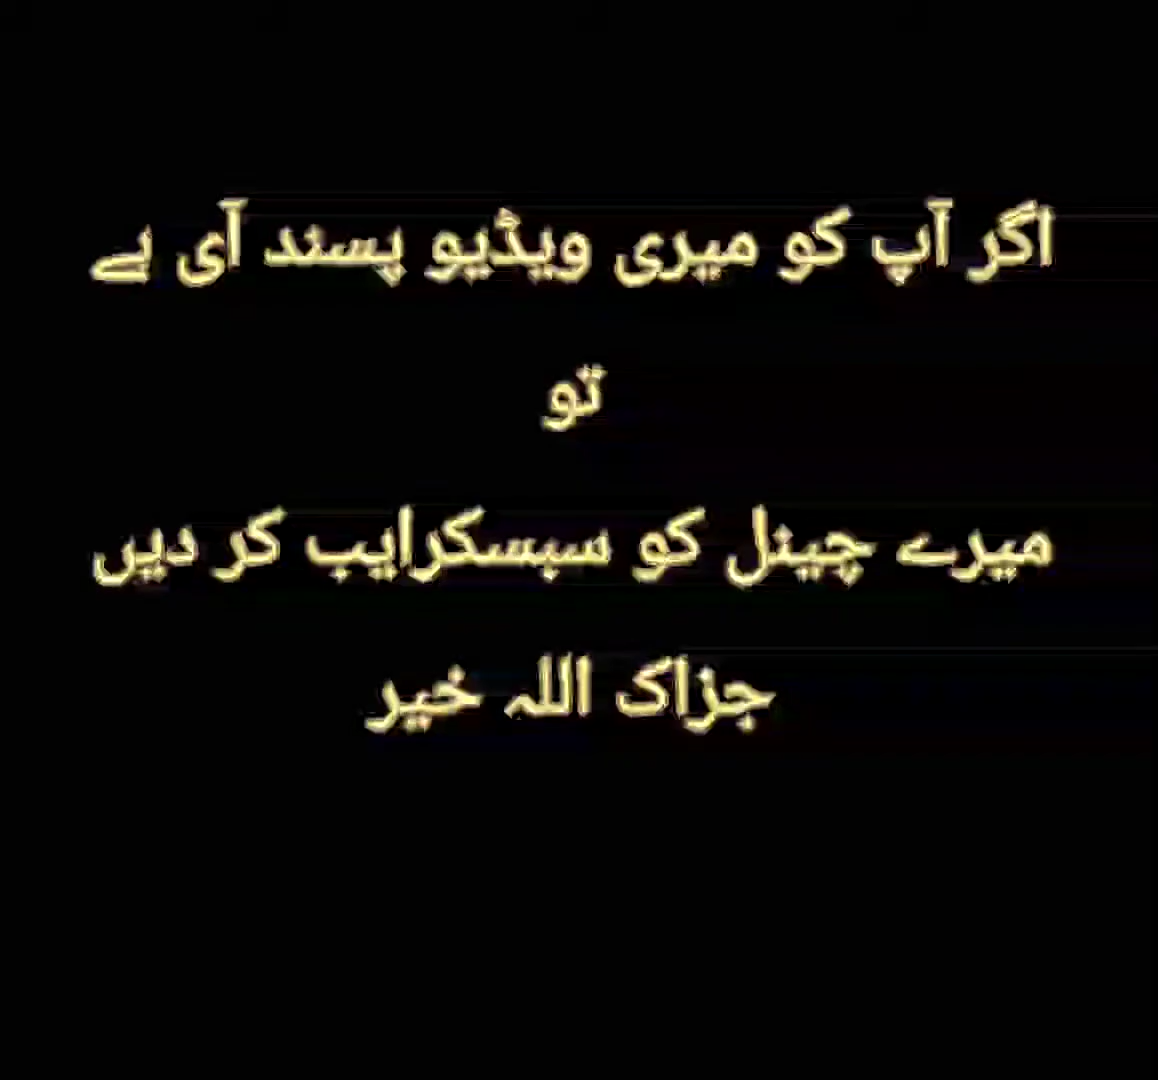 اگر آپ کو میری ویڈیو پسند آی ہے
تو
میرے چینل کو سبسکرایب کر دیں
جزاک اللہ خیر